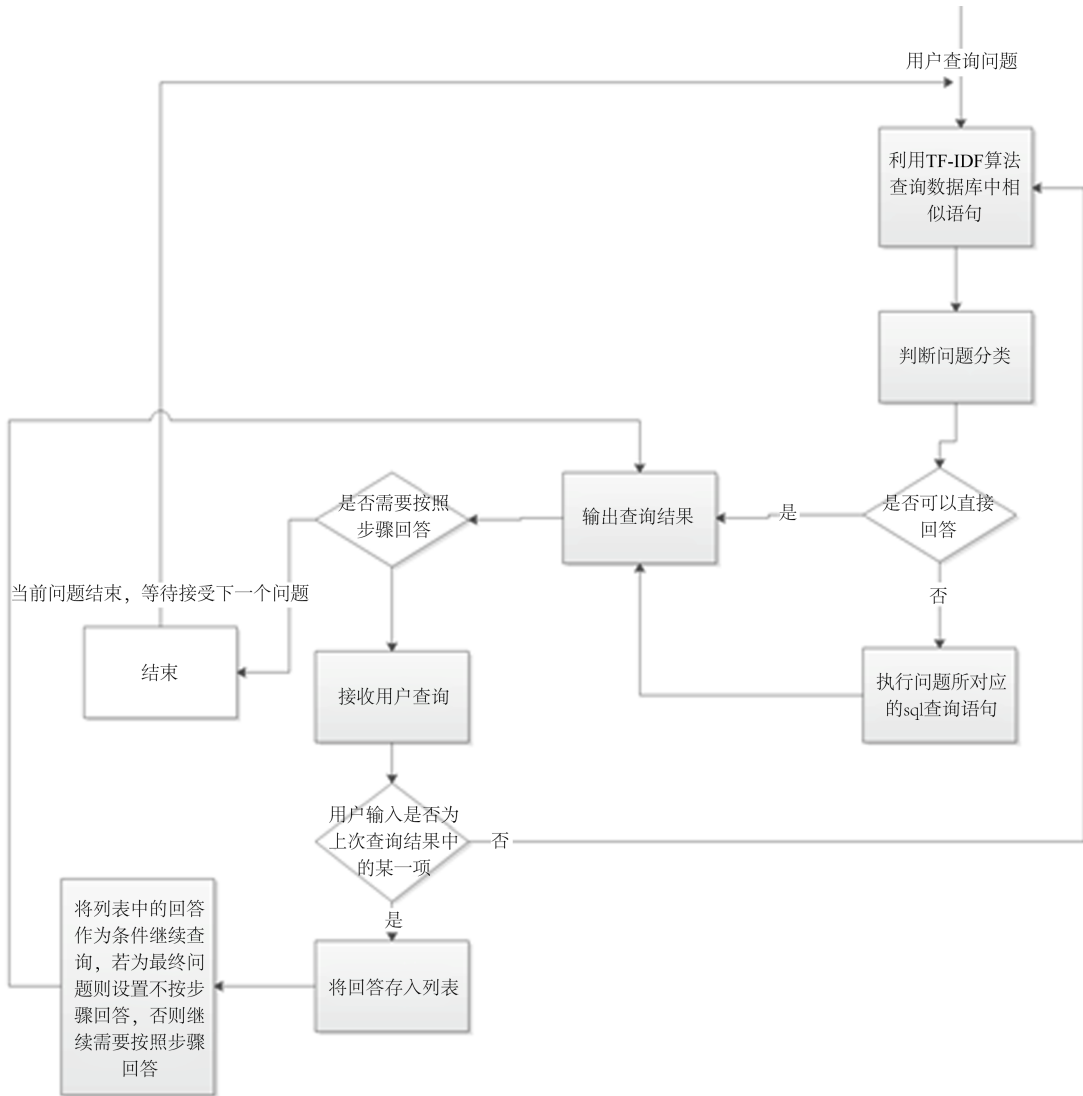 用户查询问题
利用TF-IDF算法
查询数据库中相
似语句
判断问题分类
是否可以直接
回答
是
否
输出查询结果
执行问题所对应
的sql查询语句
是否需要按照
步骤回答
当前问题结束，等待接受下一个问题
结束
接收用户查询
用户输入是否为
上次查询结果中
的某一项
否
是
将回答存入列表
将列表中的回答
作为条件继续查
询，若为最终问
题则设置不按步
骤回答，否则继
续需要按照步骤
回答